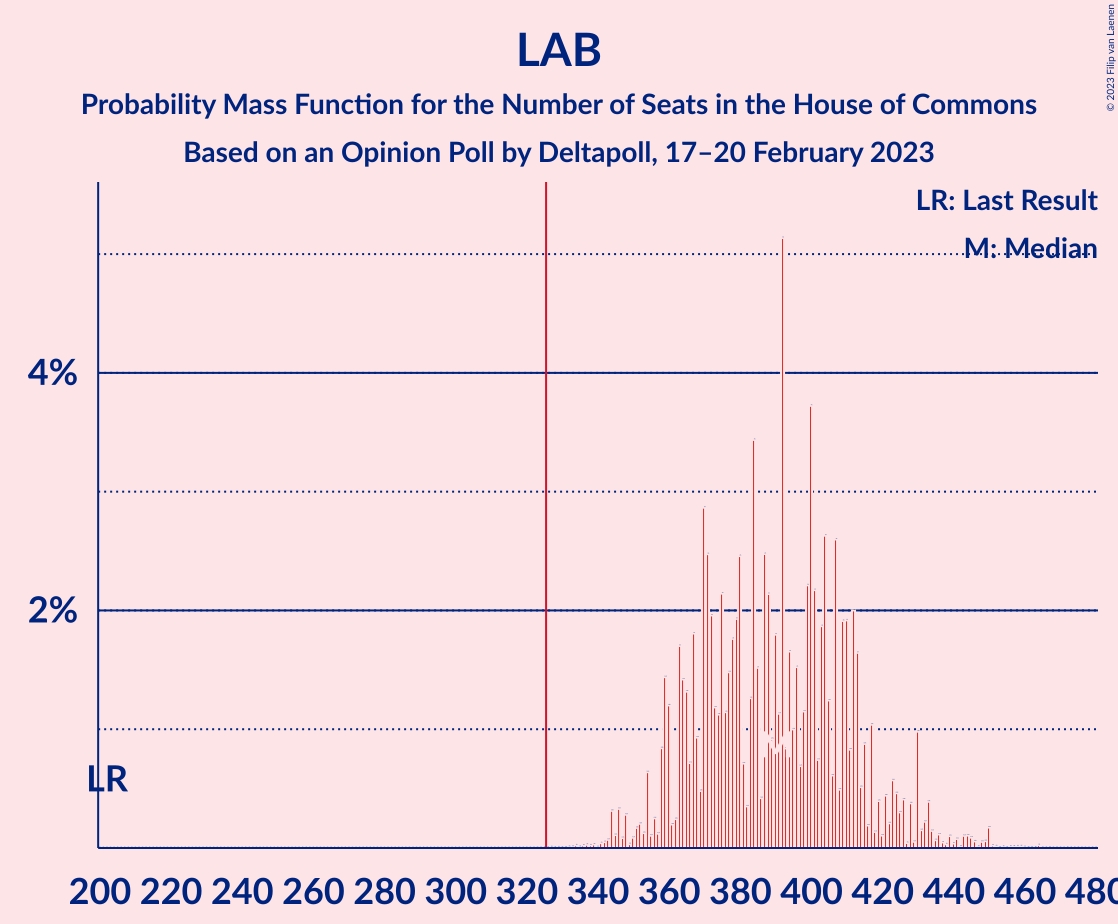 LAB
Probability Mass Function for the Number of Seats in the House of Commons
Based on an Opinion Poll by Deltapoll, 17–20 February 2023
© 2023 Filip van Laenen
LR: Last Result
M: Median
4%
2%
LR
M
200 220 240 260 280 300 320 340 360 380 400 420 440 460 480